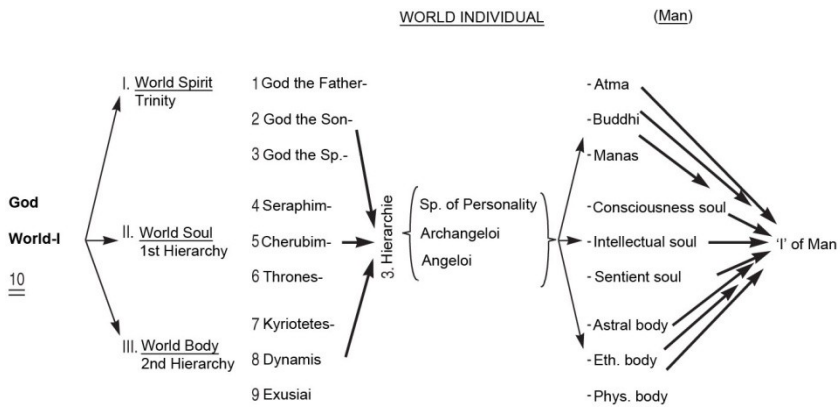 WORLD INDIVIDUAL
(Man)
God
World-I
10
I. World Spirit
Trinity
II. World Soul
1st Hierarchy
III. World Body
2nd Hierarchy
1 God the Father-
2 God the Son-
3 God the Sp.-
4 Seraphim-
5 Cherubim-
6 Thrones-
7 Kyriotetes-
8 Dynamis
9 Exusiai
3. Hierarchie
Sp. of Personality
Archangeloi
Angeloi
-Atma
-Buddhi
-Manas
-Consciousness soul
-Intellectual soul
-Sentient soul
-Astral body
-Eth. body
-Phys. body
'I' of Man